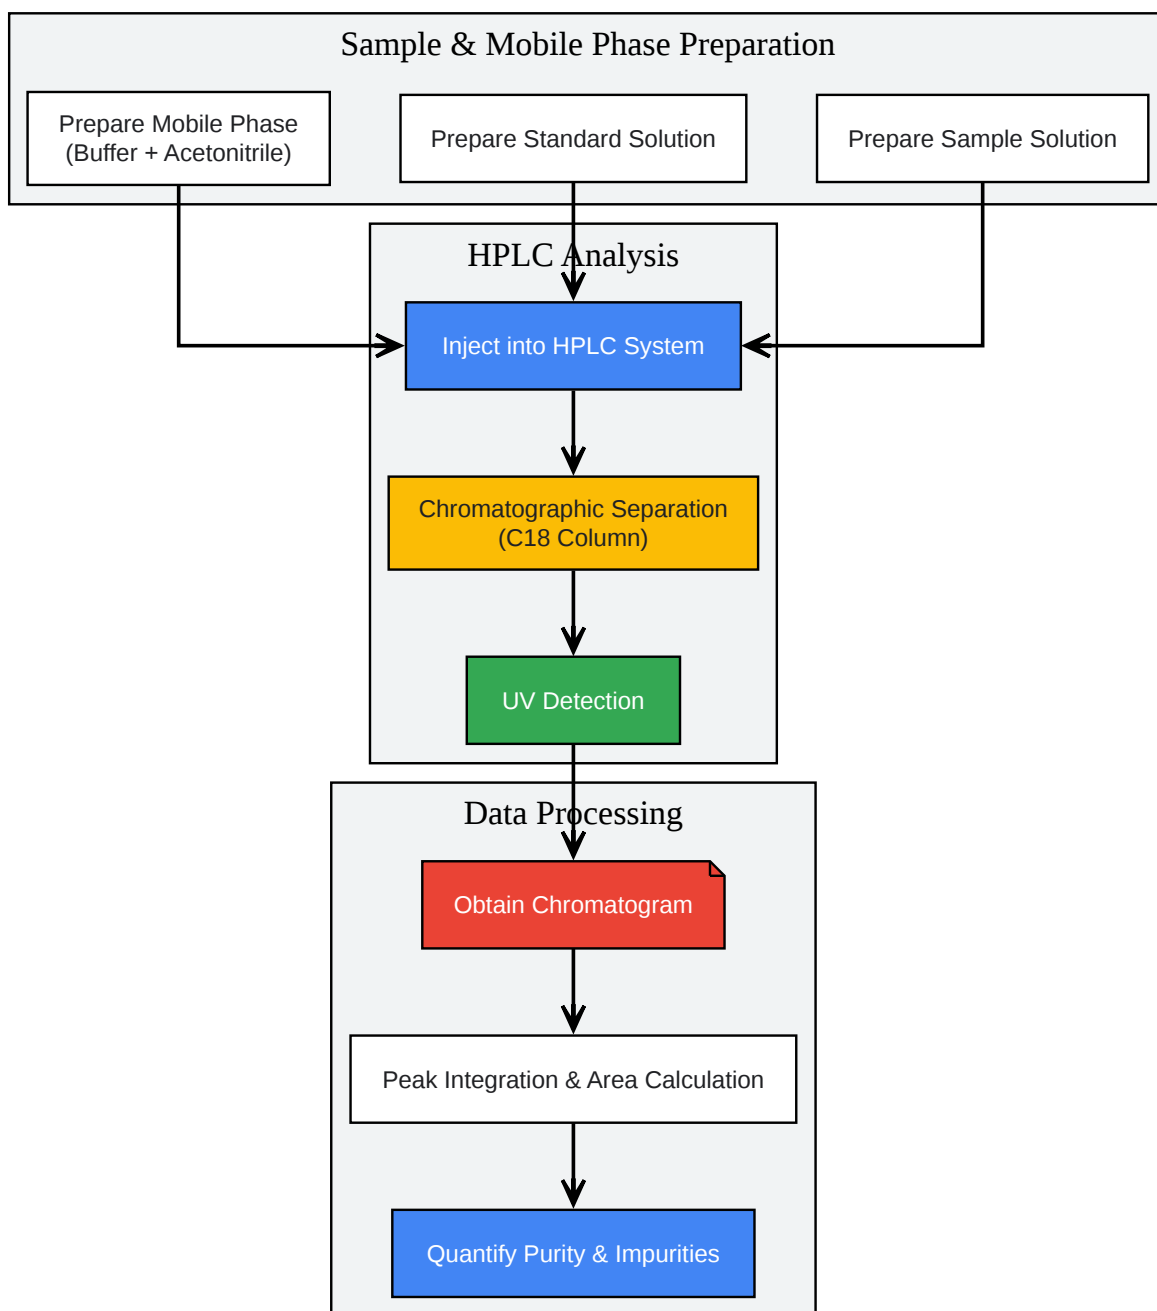 Sample & Mobile Phase Preparation
Prepare Mobile Phase
(Buffer + Acetonitrile)
Prepare Standard Solution
Prepare Sample Solution
HPLC Analysis
Inject into HPLC System
Chromatographic Separation
(C18 Column)
UV Detection
Data Processing
Obtain Chromatogram
Peak Integration & Area Calculation
Quantify Purity & Impurities